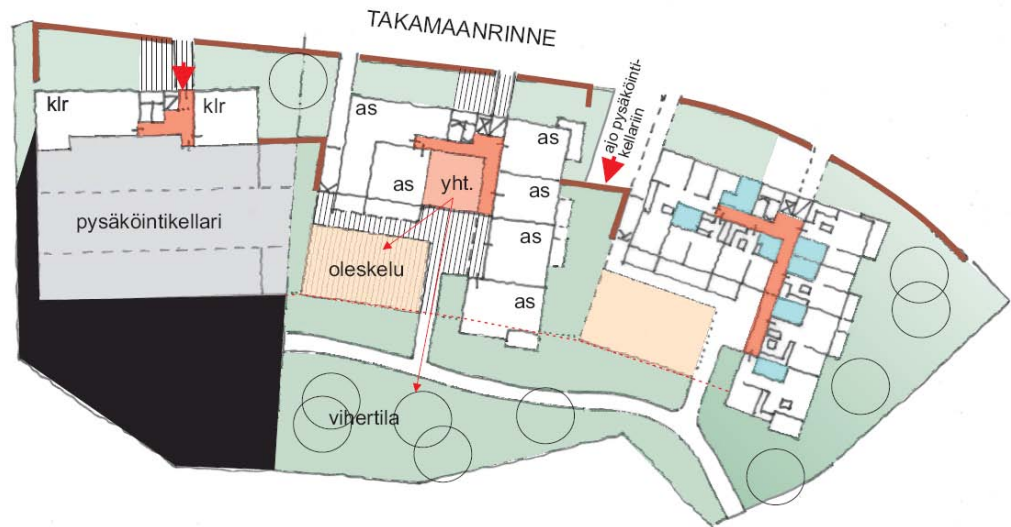 TAKAMAANRINNE
klr
klr
as
as
ajo pysäköinti-
kellariin
as
yht.
as
pysäköintikellari
as
oleskelu
as
vihertila